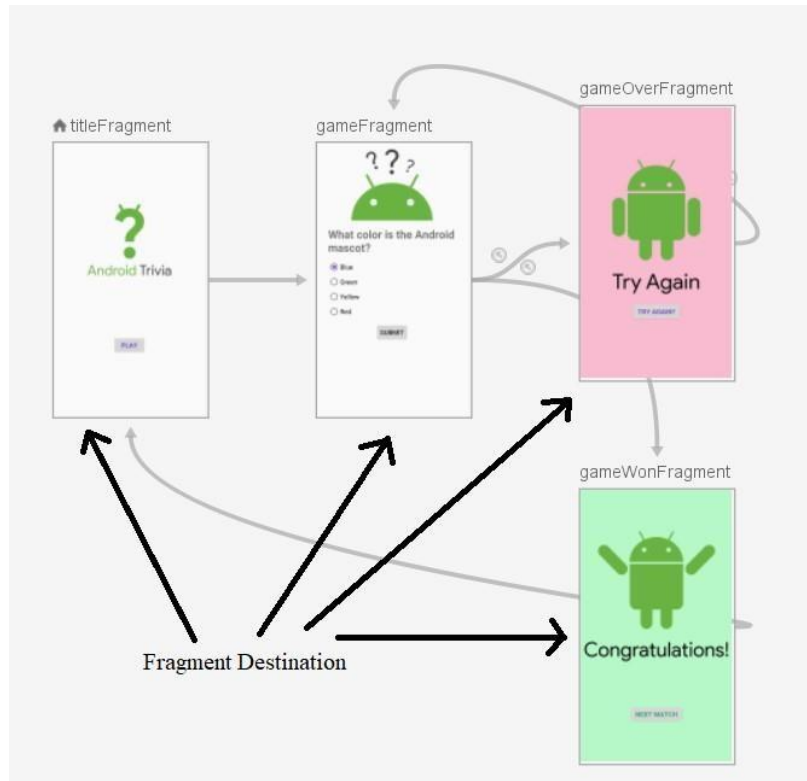 gameOverFragment
titleFragment
gameFragment
? ? ?
?
What color is the Android
mascot?
Blue
Green
Yellow
Red
SUBMIT
Android Trivia
PLAY
Try Again
TRY AGAIN?
gameWonFragment
Congratulations!
NEXT MATCH
Fragment Destination